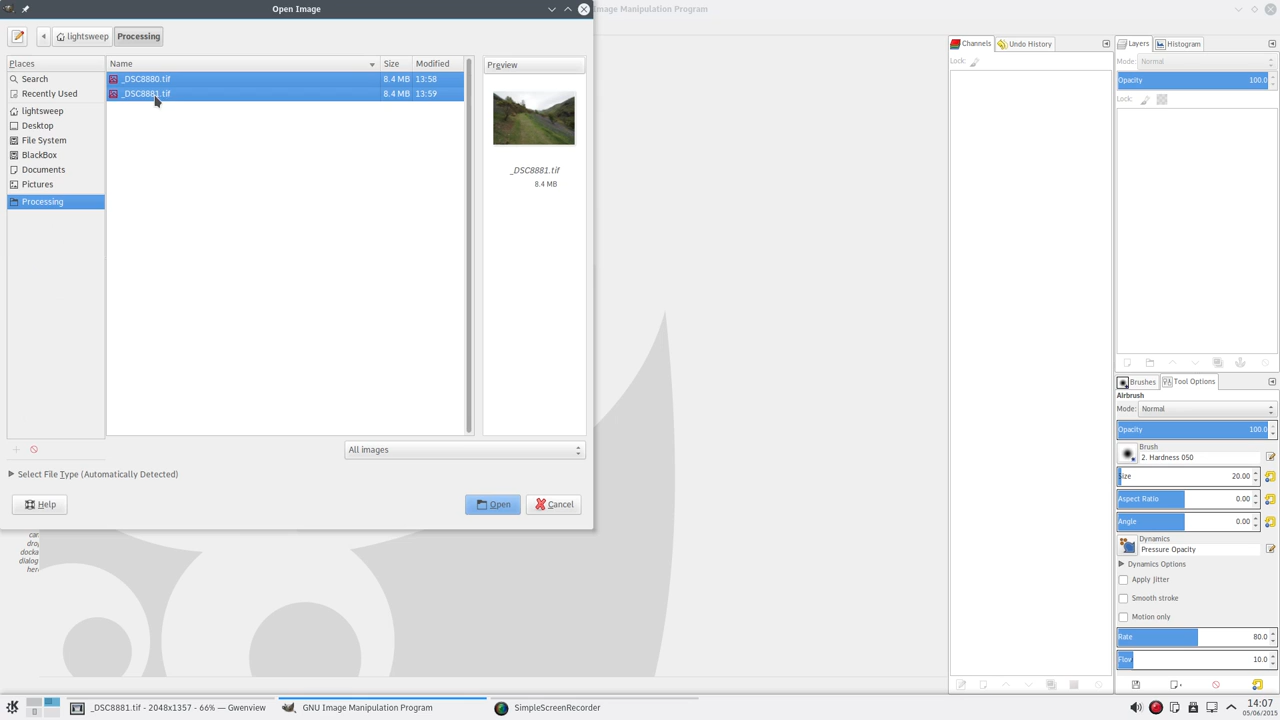 Open Image
Image Manipulation Program
lightsweep
Processing
Channels
Undo History
Layers
Histogram
Lock:
Mode: Normal
Opacity 100.0
Lock:
Places
Search
Recently Used
lightsweep
Desktop
File System
BlackBox
Documents
Pictures
Processing
Name Size Modified
_DSC8880.tif 8.4 MB 13:58
_DSC8881.tif 8.4 MB 13:59
Preview
_DSC8881.tif
8.4 MB
All images
Select File Type (Automatically Detected)
Help
Open
Cancel
docka
dialog
Brushes
Tool Options
Airbrush
Mode: Normal
Opacity 100.0
Brush
2. Hardness 050
Size 20.00
Aspect Ratio 0.00
Angle 0.00
Dynamics
Pressure Opacity
Dynamics Options
Apply Jitter
Smooth stroke
Motion only
Rate 80.0
Flow 10.0
_DSC8881.tif - 2048x1357 - 66% — Gwenview
GNU Image Manipulation Program
SimpleScreenRecorder
14:07
05/06/2015